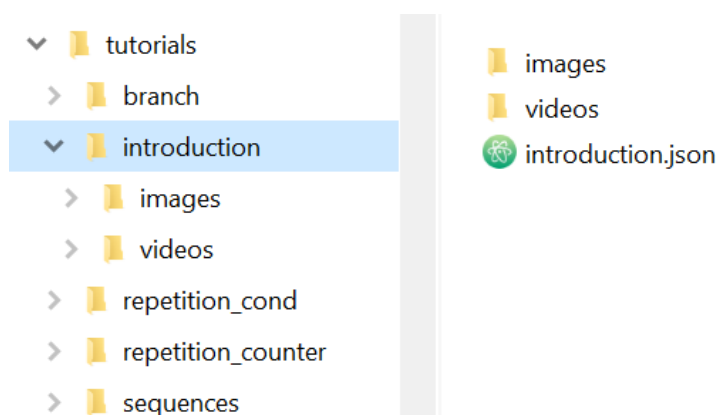 tutorials
branch
introduction
images
videos
repetition_cond
repetition_counter
sequences
images
videos
introduction.json